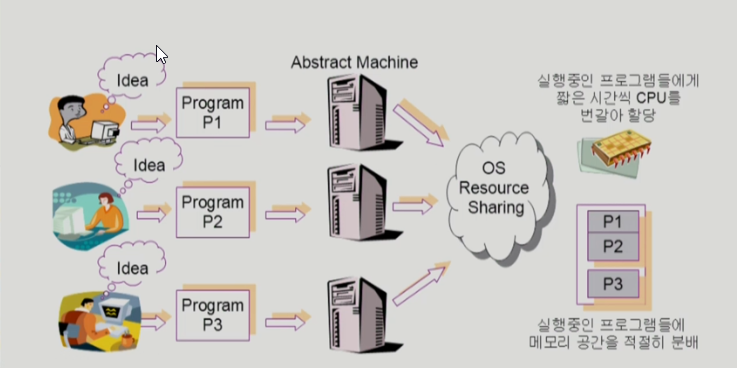 Abstract Machine
Idea
Program
P1
Idea
Program
P2
Idea
Program
P3
OS
Resource
Sharing
실행중인 프로그램들에게
짧은 시간씩 CPU를
번갈아 할당
P1
P2
P3
실행중인 프로그램들에
메모리 공간을 적절히 분배